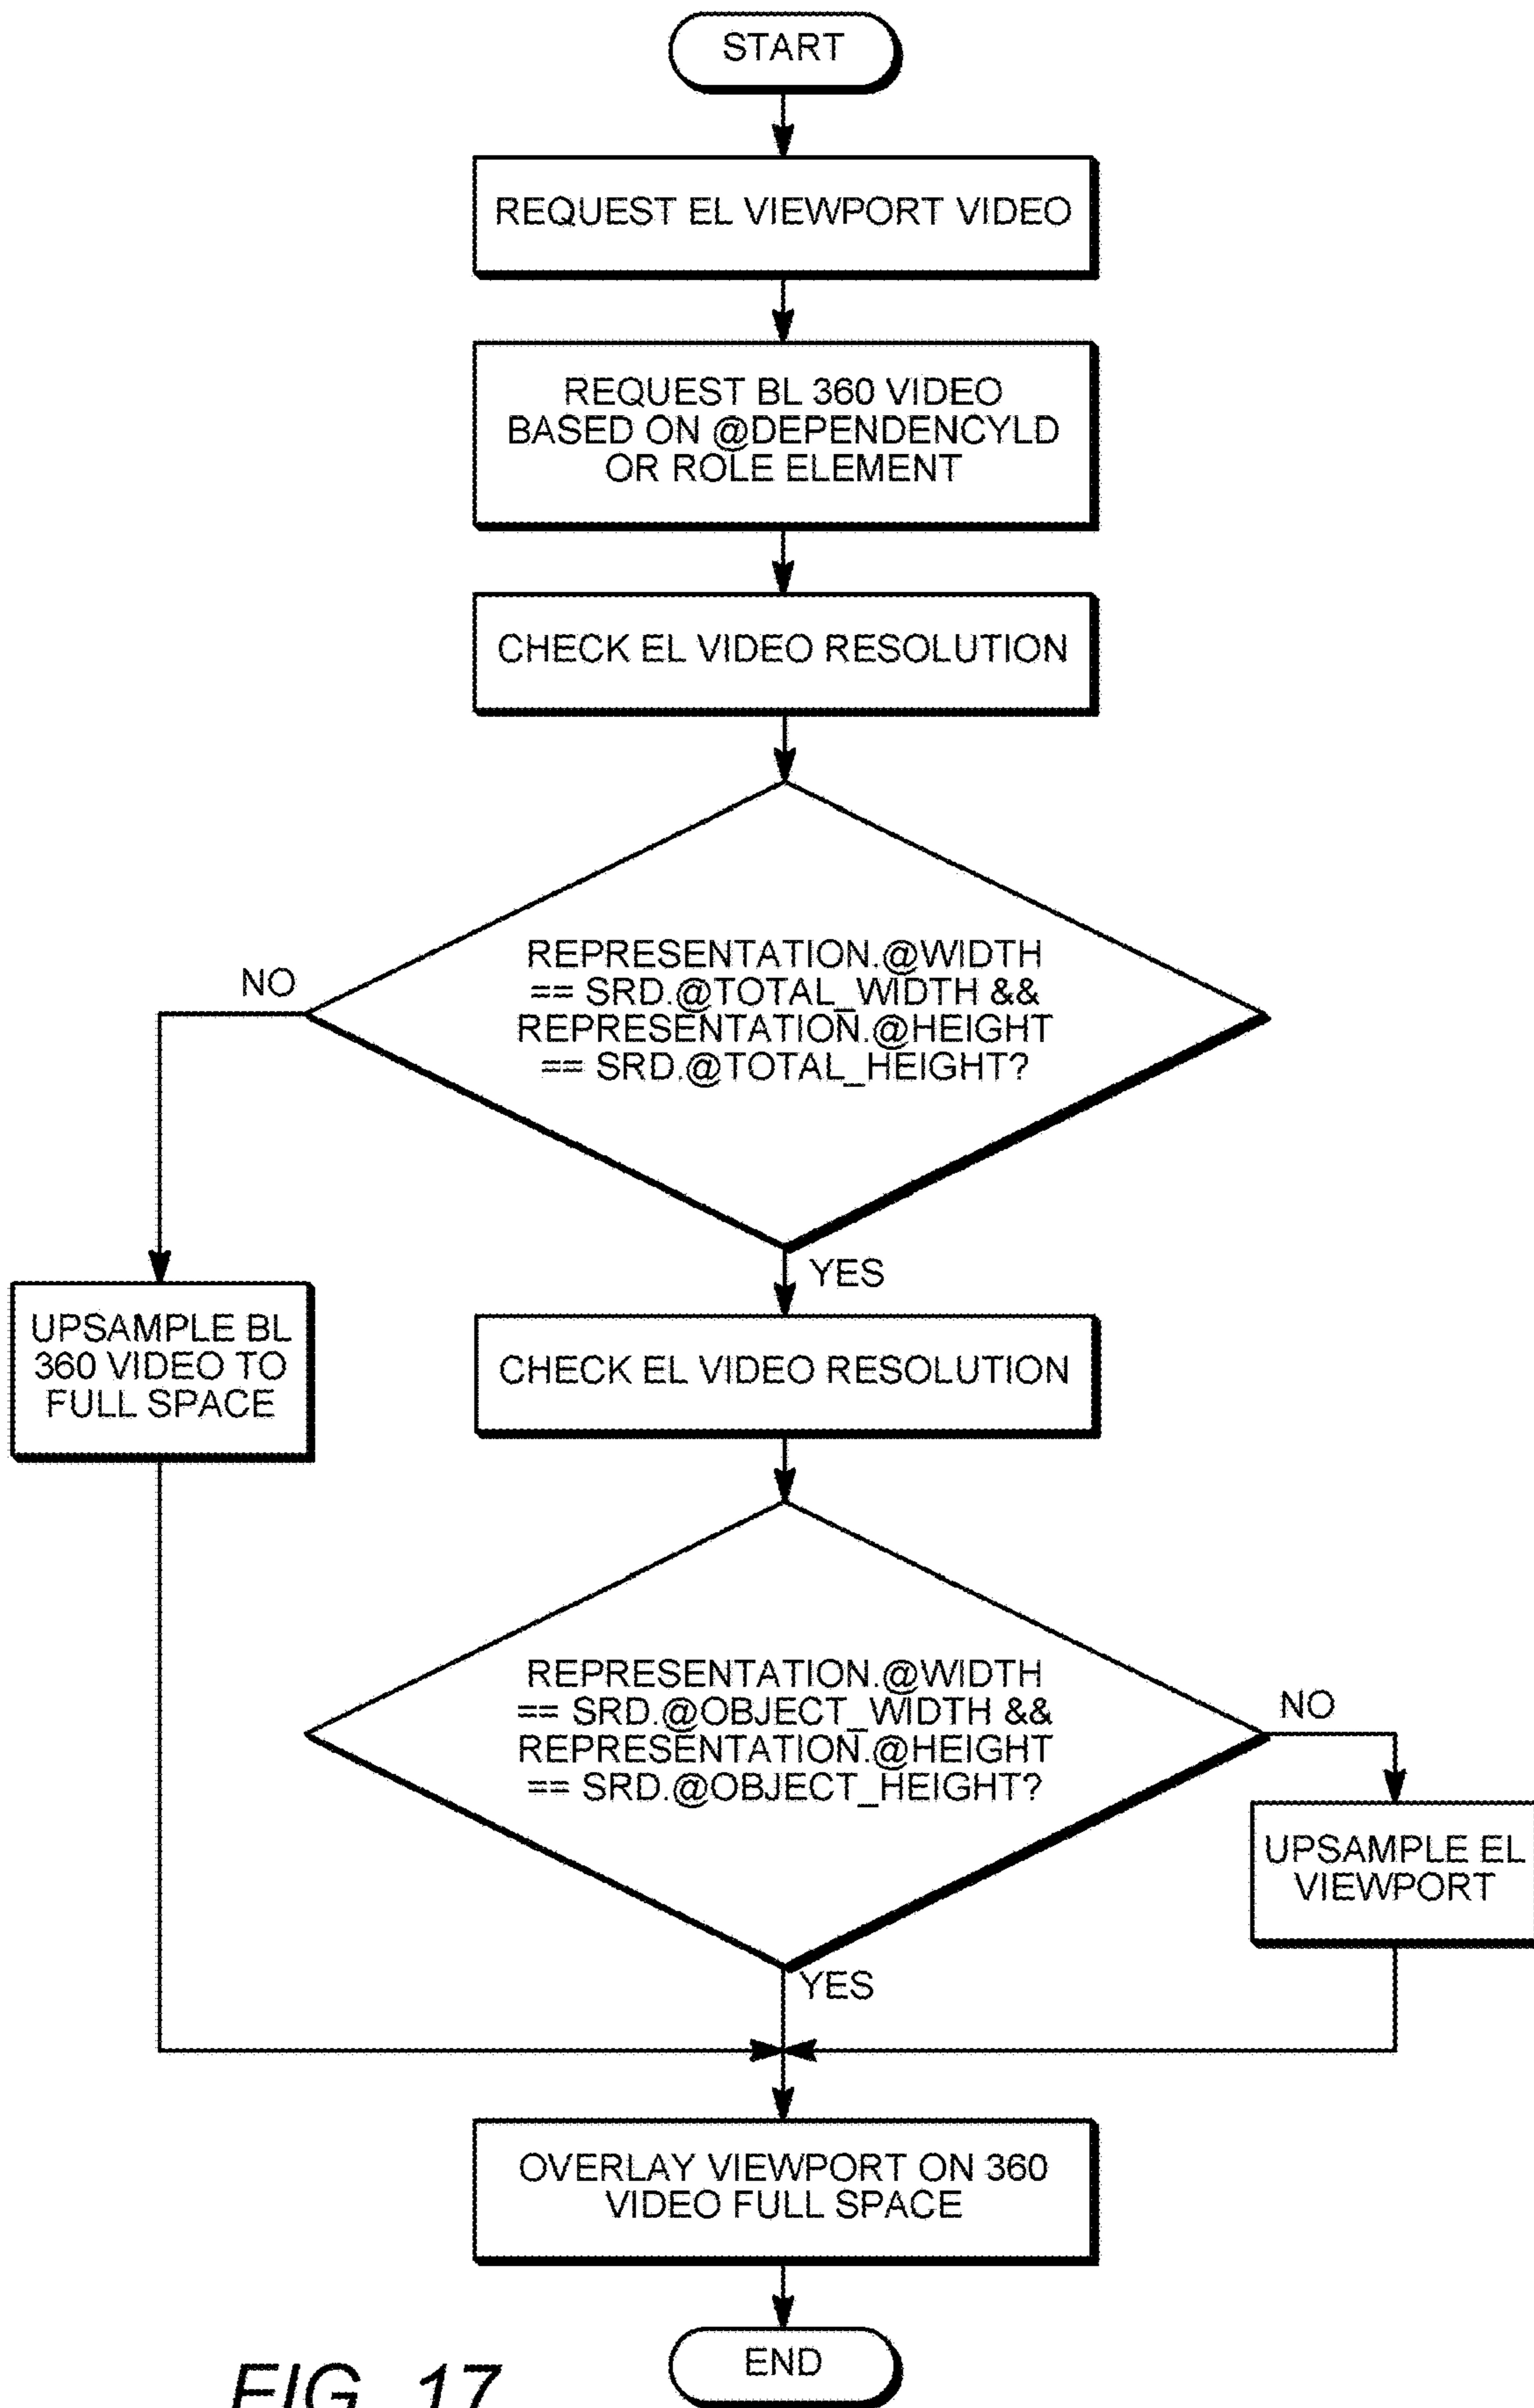 START
REQUEST EL VIEWPORT VIDEO
REQUEST BL 360 VIDEO
BASED ON @DEPENDENCYLD
OR ROLE ELEMENT
CHECK EL VIDEO RESOLUTION
REPRESENTATION.@WIDTH
== SRD.@TOTAL_WIDTH &&
REPRESENTATION.@HEIGHT
== SRD.@TOTAL_HEIGHT?
NO
YES
UPSAMPLE BL
360 VIDEO TO
FULL SPACE
CHECK EL VIDEO RESOLUTION
REPRESENTATION.@WIDTH
== SRD.@OBJECT_WIDTH &&
REPRESENTATION.@HEIGHT
== SRD.@OBJECT_HEIGHT?
NO
UPSAMPLE EL
VIEWPORT
YES
OVERLAY VIEWPORT ON 360
VIDEO FULL SPACE
END
FIG. 17